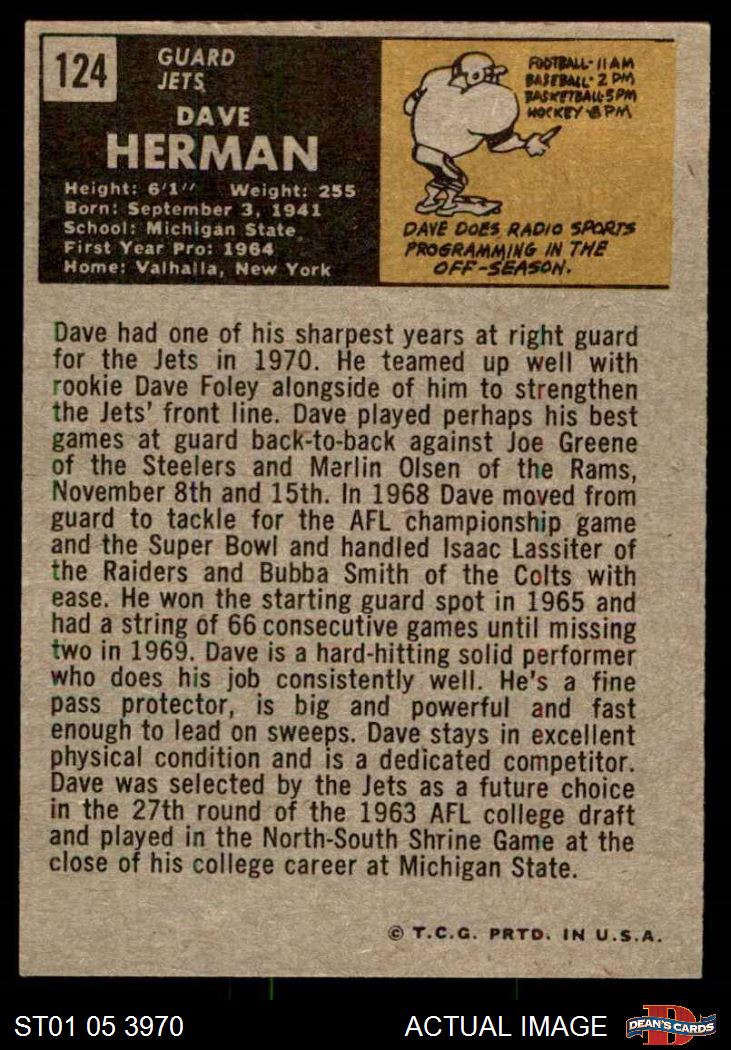 124
GUARD
JETS
DAVE
HERMAN
Height: 6'1'' Weight: 255
Born: September 3, 1941
School: Michigan State
First Year Pro: 1964
Home: Valhalla, New York
FOOTBALL-11AM
BASEBALL-2 PM
BASKETBALL-5PM
HOCKEY-8PM
DAVE DOES RADIO SPORTS
PROGRAMMING IN THE
OFF-SEASON.
Dave had one of his sharpest years at right guard
for the Jets in 1970. He teamed up well with
rookie Dave Foley alongside of him to strengthen
the Jets' front line. Dave played perhaps his best
games at guard back-to-back against Joe Greene
of the Steelers and Merlin Olsen of the Rams,
November 8th and 15th. In 1968 Dave moved from
guard to tackle for the AFL championship game
and the Super Bowl and handled Isaac Lassiter of
the Raiders and Bubba Smith of the Colts with
ease. He won the starting guard spot in 1965 and
had a string of 66 consecutive games until missing
two in 1969. Dave is a hard-hitting solid performer
who does his job consistently well. He's a fine
pass protector, is big and powerful and fast
enough to lead on sweeps. Dave stays in excellent
physical condition and is a dedicated competitor.
Dave was selected by the Jets as a future choice
in the 27th round of the 1963 AFL college draft
and played in the North-South Shrine Game at the
close of his college career at Michigan State.
© T.C.G. PRTD. IN U.S.A.
ST01 05 3970
ACTUAL IMAGE
D
DEAN'S CARDS